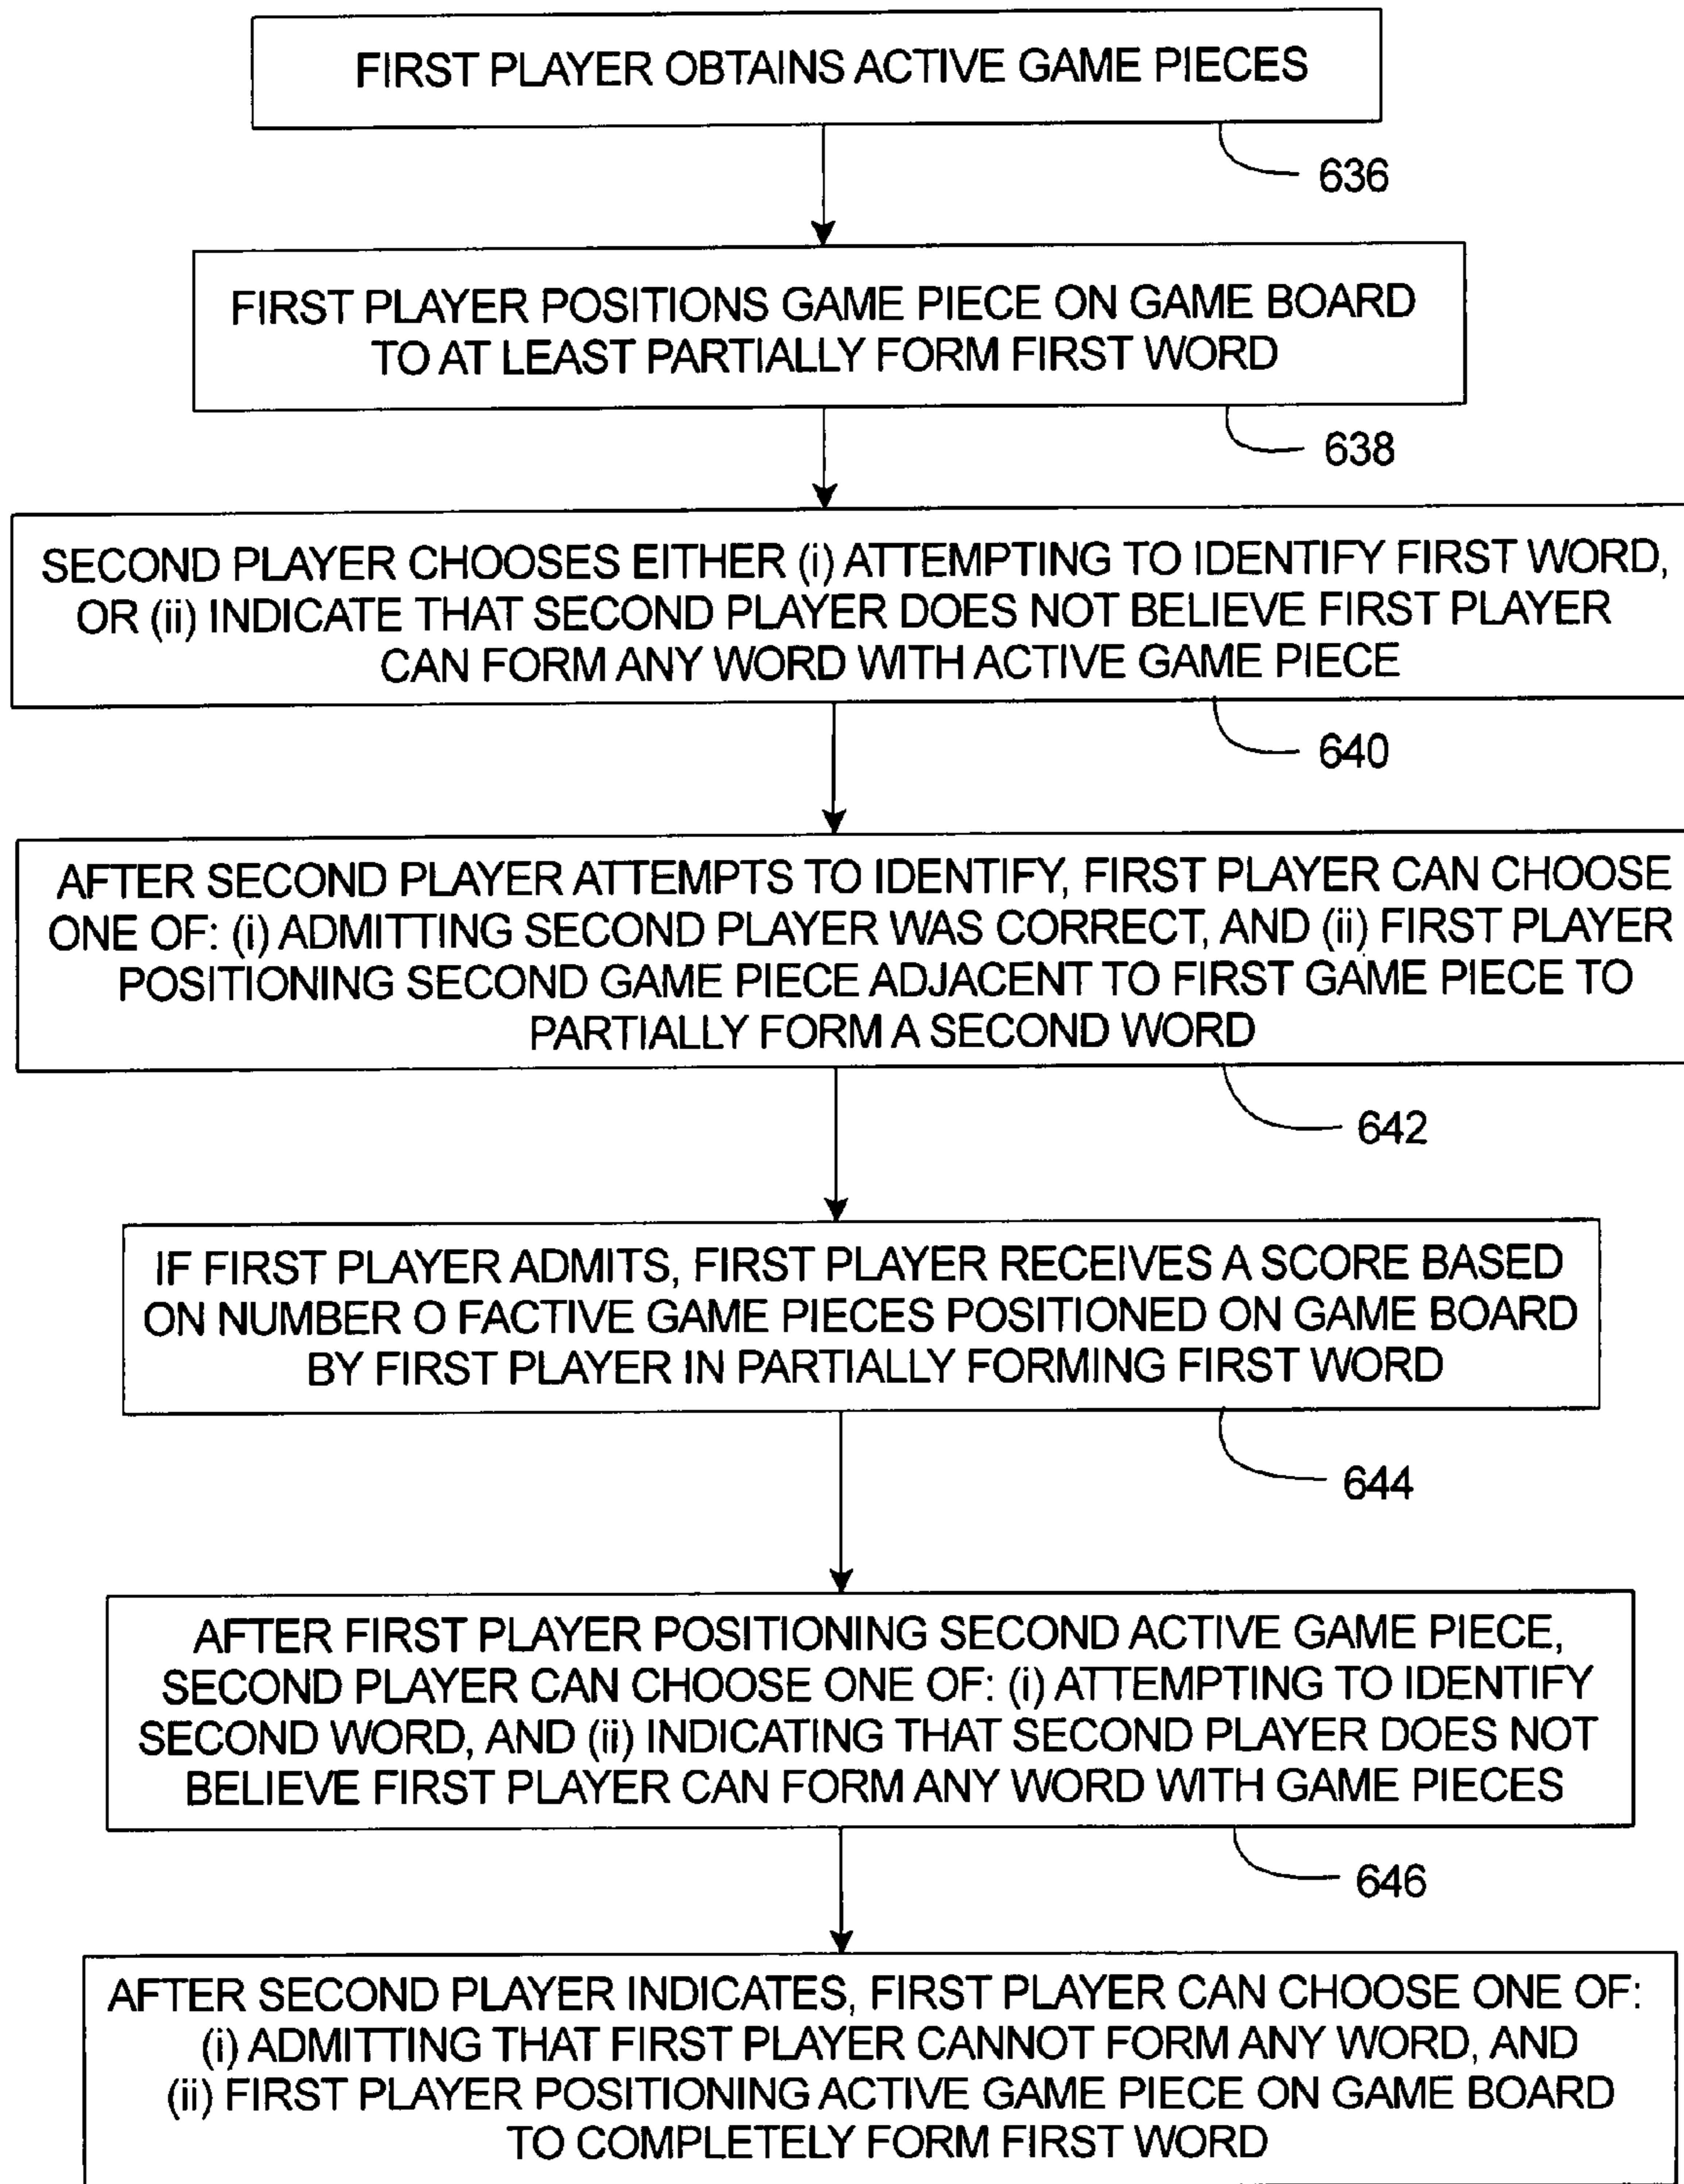 FIRST PLAYER OBTAINS ACTIVE GAME PIECES
636
FIRST PLAYER POSITIONS GAME PIECE ON GAME BOARD
TO AT LEAST PARTIALLY FORM FIRST WORD
638
SECOND PLAYER CHOOSES EITHER (i) ATTEMPTING TO IDENTIFY FIRST WORD,
OR (ii) INDICATE THAT SECOND PLAYER DOES NOT BELIEVE FIRST PLAYER
CAN FORM ANY WORD WITH ACTIVE GAME PIECE
640
AFTER SECOND PLAYER ATTEMPTS TO IDENTIFY, FIRST PLAYER CAN CHOOSE
ONE OF: (i) ADMITTING SECOND PLAYER WAS CORRECT, AND (ii) FIRST PLAYER
POSITIONING SECOND GAME PIECE ADJACENT TO FIRST GAME PIECE TO
PARTIALLY FORM A SECOND WORD
642
IF FIRST PLAYER ADMITS, FIRST PLAYER RECEIVES A SCORE BASED
ON NUMBER O FACTIVE GAME PIECES POSITIONED ON GAME BOARD
BY FIRST PLAYER IN PARTIALLY FORMING FIRST WORD
644
AFTER FIRST PLAYER POSITIONING SECOND ACTIVE GAME PIECE,
SECOND PLAYER CAN CHOOSE ONE OF: (i) ATTEMPTING TO IDENTIFY
SECOND WORD, AND (ii) INDICATING THAT SECOND PLAYER DOES NOT
BELIEVE FIRST PLAYER CAN FORM ANY WORD WITH GAME PIECES
646
AFTER SECOND PLAYER INDICATES, FIRST PLAYER CAN CHOOSE ONE OF:
(i) ADMITTING THAT FIRST PLAYER CANNOT FORM ANY WORD, AND
(ii) FIRST PLAYER POSITIONING ACTIVE GAME PIECE ON GAME BOARD
TO COMPLETELY FORM FIRST WORD